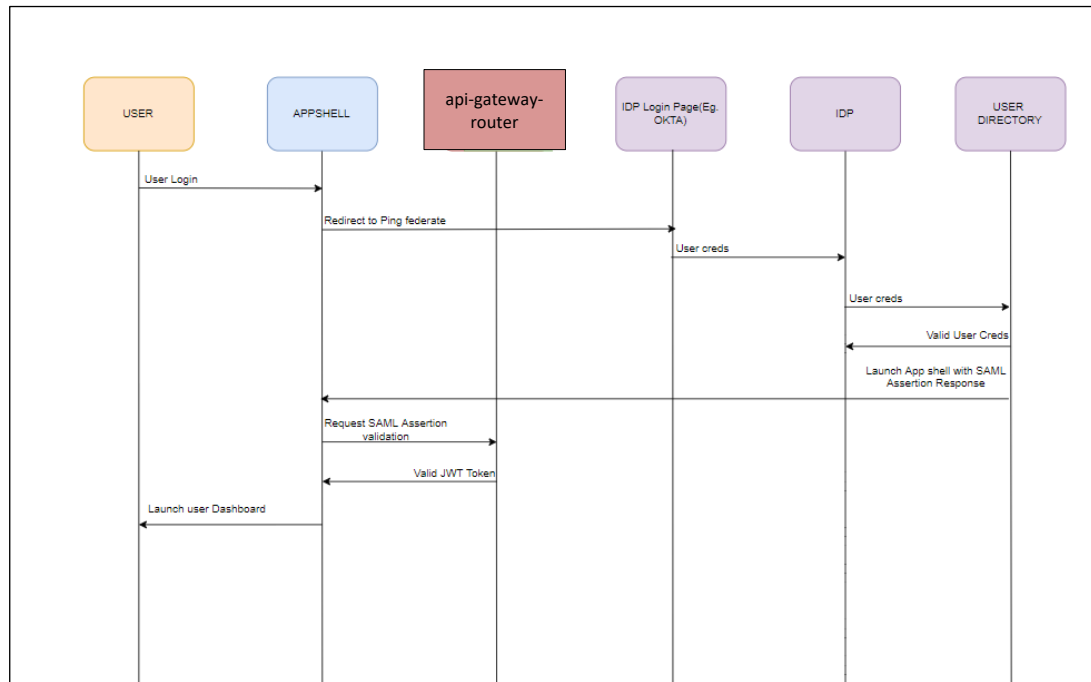 USER
APPSHELL
api-gateway-
router
IDP Login Page(Eg.
OKTA)
IDP
USER
DIRECTORY
User Login
Redirect to Ping federate
User creds
User creds
Valid User Creds
Launch App shell with SAML
Assertion Response
Request SAML Assertion
validation
Valid JWT Token
Launch user Dashboard